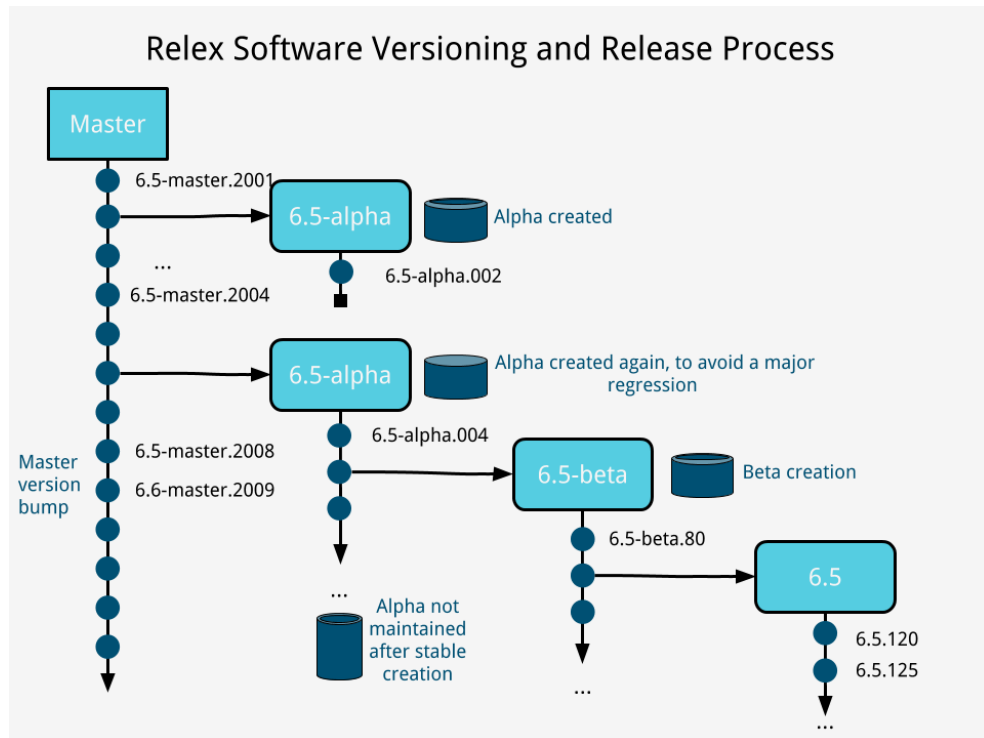 Relex Software Versioning and Release Process
Master
6.5-master.2001
6.5-alpha
Alpha created
...
6.5-alpha.002
6.5-master.2004
6.5-alpha
Alpha created again, to avoid a major
regression
6.5-alpha.004
6.5-master.2008
Master
version
bump
6.6-master.2009
6.5-beta
Beta creation
6.5-beta.80
6.5
...
Alpha not
maintained
after stable
creation
6.5.120
6.5.125
...
...